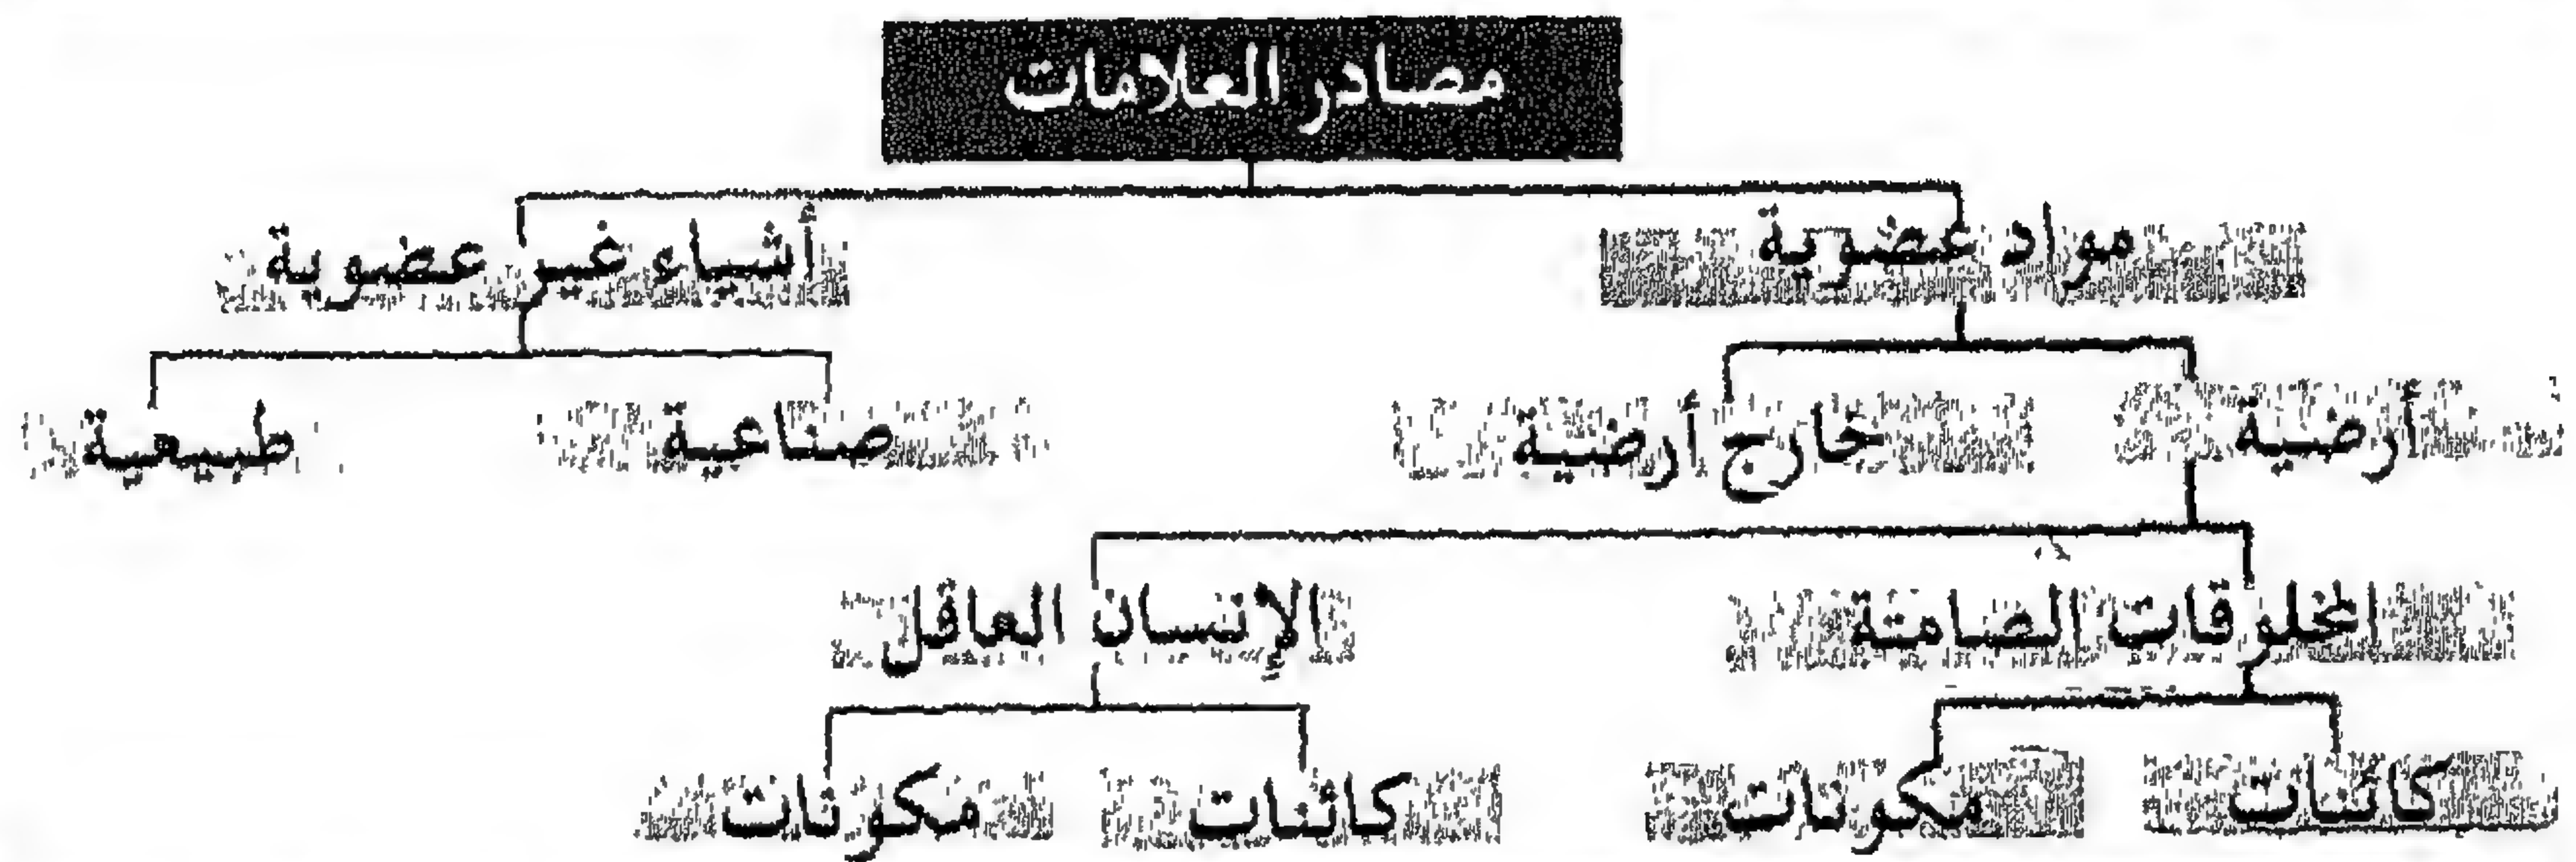 مصادر العلامات
مواد عضوية
أشياء غير عضوية
أرضية
خارج أرضية
صناعية
طبيعية
المخلوقات الصامتة
الإنسان العاقل
كائنات
مكونات
كائنات
مكونات